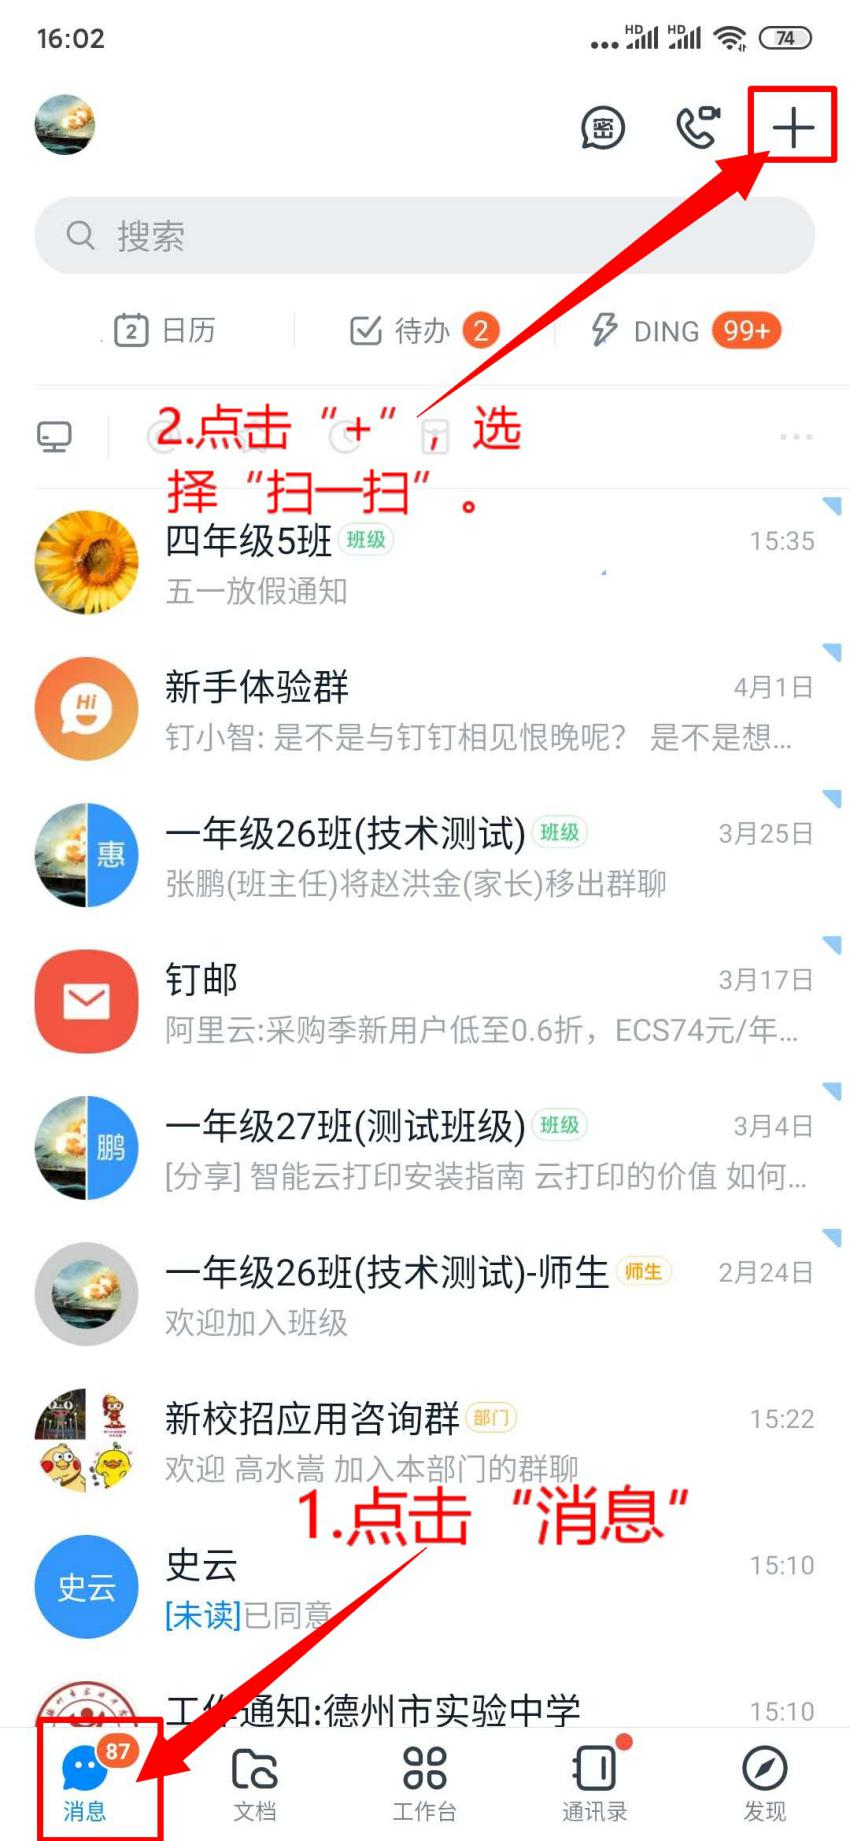 16:02
HD HD 74
密
搜索
2 日历 待办 2 DING 99+
2.点击“+”，选
择“扫一扫”。
四年级5班 班级 15:35
五一放假通知
Hi
新手体验群 4月1日
钉小智: 是不是与钉钉相见恨晚呢？ 是不是想...
惠
一年级26班(技术测试) 班级 3月25日
张鹏(班主任)将赵洪金(家长)移出群聊
钉邮 3月17日
阿里云:采购季新用户低至0.6折，ECS74元/年...
鹏
一年级27班(测试班级) 班级 3月4日
[分享] 智能云打印安装指南 云打印的价值 如何...
一年级26班(技术测试)-师生 师生 2月24日
欢迎加入班级
新校招应用咨询群 部门 15:22
欢迎 高水嵩 加入本部门的群聊
1.点击“消息”
史云
史云 15:10
[未读]已同意
工作通知:德州市实验中学 15:10
87
消息 文档 工作台 通讯录 发现